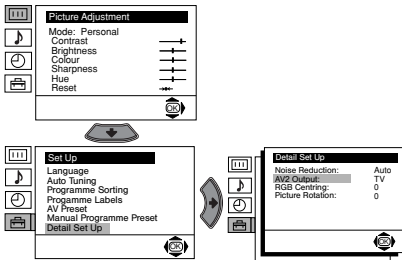 Picture Adjustment
Mode: Personal
Contrast
Brightness
Colour
Sharpness
Hue
Reset
OK
Set Up
Language
Auto Tuning
Programme Sorting
Progamme Labels
AV Preset
Manual Programme Preset
Detail Set Up
OK
Detail Set Up
Noise Reduction: Auto
AV2 Output: TV
RGB Centring: 0
Picture Rotation: 0
OK